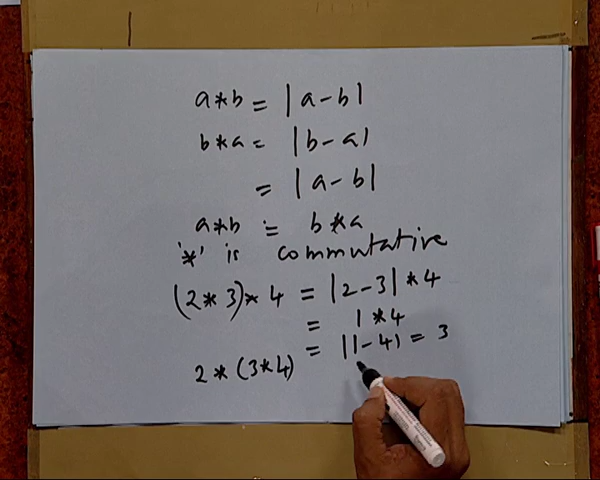 a*b = |a-b|
b*a = |b-a|
= |a-b|
a*b = b*a
'*' is commutative
(2*3)*4 = |2-3|*4
= 1*4
= |1-4| = 3
2*(3*4)